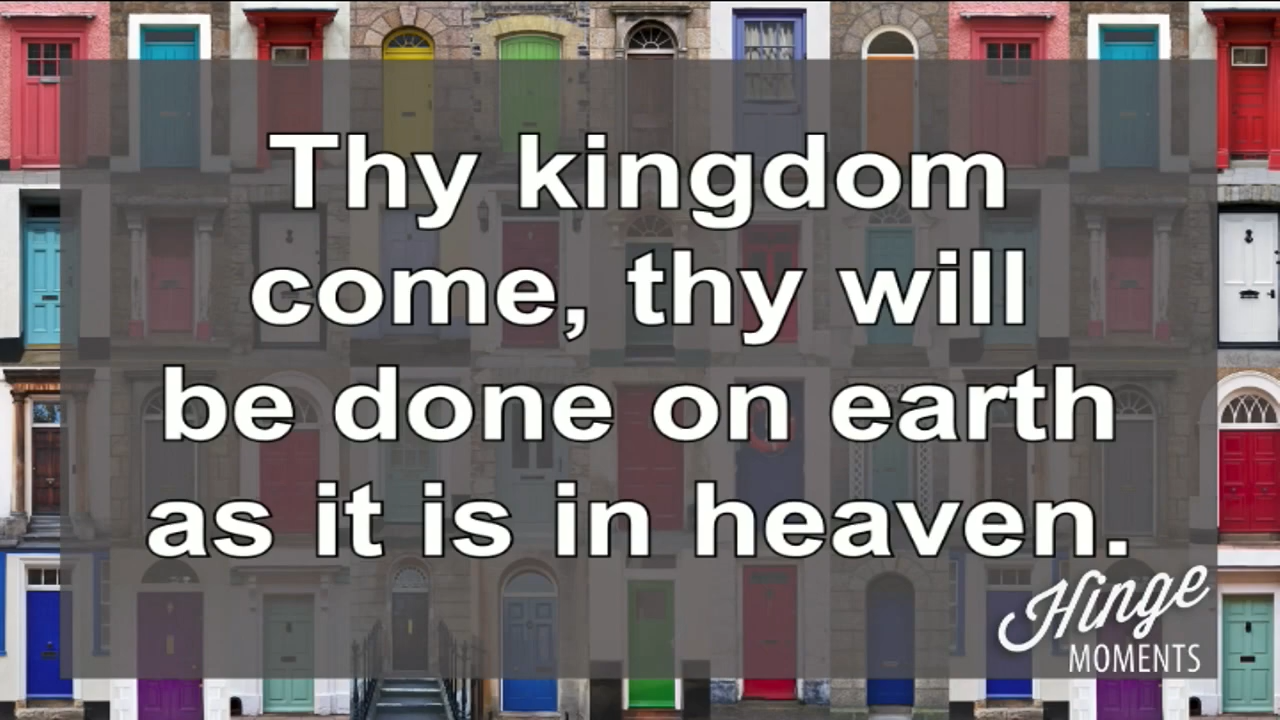 Thy kingdom
come, thy will
be done on earth
as it is in heaven.
Hinge
MOMENTS